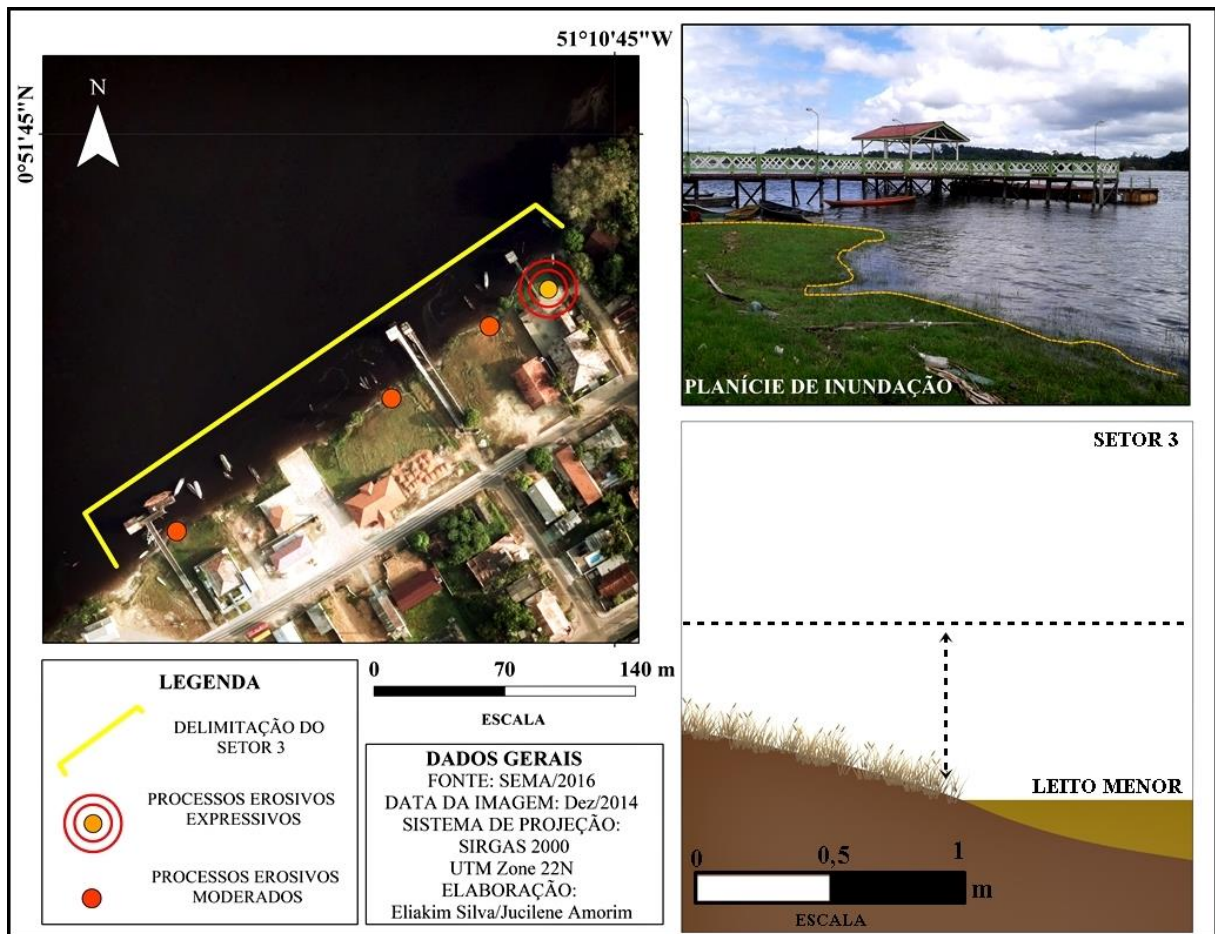 51°10'45"W
0°51'45"N
N
PLANÍCIE DE INUNDAÇÃO
SETOR 3
LEITO MENOR
0 0,5 1
m
ESCALA
0 70 140 m
ESCALA
LEGENDA
DELIMITAÇÃO DO
SETOR 3
PROCESSOS EROSIVOS
EXPRESSIVOS
PROCESSOS EROSIVOS
MODERADOS
DADOS GERAIS
FONTE: SEMA/2016
DATA DA IMAGEM: Dez/2014
SISTEMA DE PROJEÇÃO:
SIRGAS 2000
UTM Zone 22N
ELABORAÇÃO:
Eliakim Silva/Jucilene Amorim